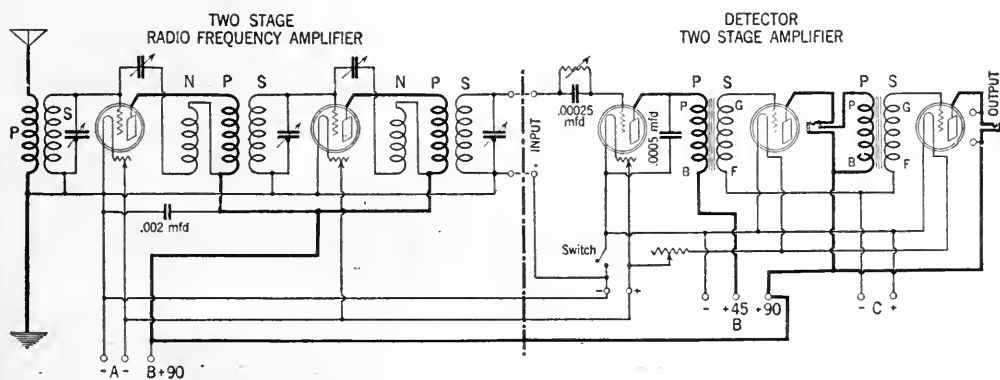 TWO STAGE
RADIO FREQUENCY AMPLIFIER
DETECTOR
TWO STAGE AMPLIFIER
P
S
N
P
S
N
P
S
.002 mfd
-A-
B+90
INPUT
+
.00025
mfd
.0005 mfd
P
S
P
G
B
F
P
S
P
G
B
F
OUTPUT
Switch
- +
- +45 +90
B
- C +